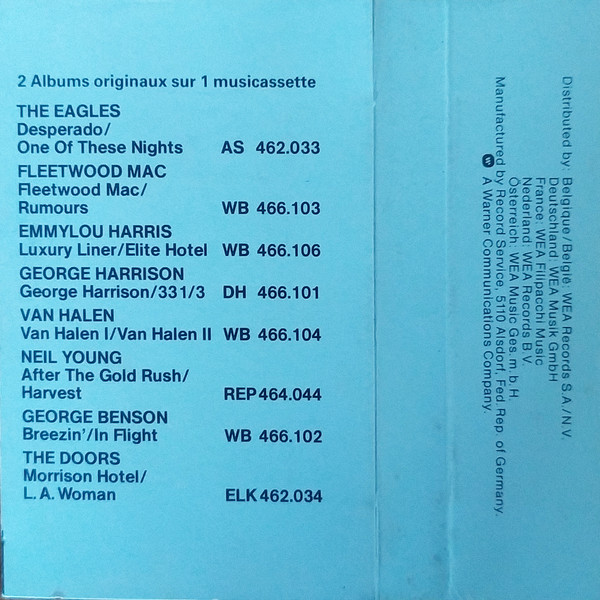 2 Albums originaux sur 1 musicassette
THE EAGLES
Desperado/
One Of These Nights AS 462.033
FLEETWOOD MAC
Fleetwood Mac/
Rumours WB 466.103
EMMYLOU HARRIS
Luxury Liner/Elite Hotel WB 466.106
GEORGE HARRISON
George Harrison/331/3 DH 466.101
VAN HALEN
Van Halen I/Van Halen II WB 466.104
NEIL YOUNG
After The Gold Rush/
Harvest REP 464.044
GEORGE BENSON
Breezin'/In Flight WB 466.102
THE DOORS
Morrison Hotel/
L.A. Woman ELK 462.034
Distributed by: Belgique/België: WEA Records S.A./N.V.
Deutschland: WEA Musik GmbH
France: WEA Filipacchi Music
Nederland: WEA Records B.V.
Österreich: WEA Music Ges. m. b. H.
Manufactured by Record Service, 5110 Alsdorf, Fed. Rep. of Germany.
A Warner Communications Company.